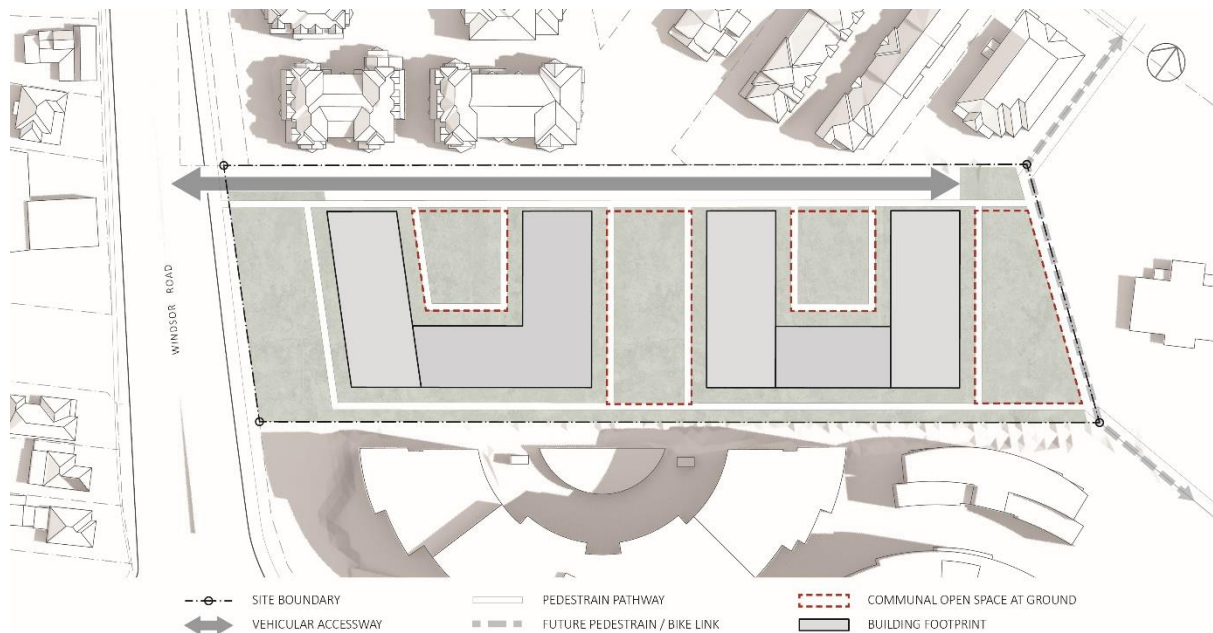 WINDSOR ROAD
SITE BOUNDARY
PEDESTRAIN PATHWAY
COMMUNAL OPEN SPACE AT GROUND
VEHICULAR ACCESSWAY
FUTURE PEDESTRAIN / BIKE LINK
BUILDING FOOTPRINT